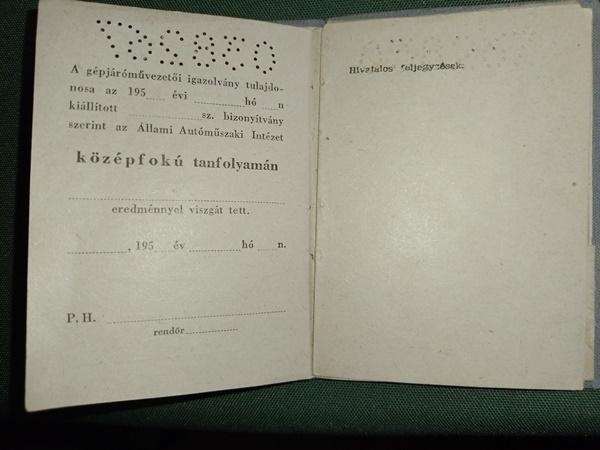 A gépjáróművezetői igazolvány tulajdo-
nosa az 195.... évi ............hó ....n
kiállított ..................sz. bizonyítvány
szerint az Állami Autóműszaki Intézet
középfokú tanfolyamán
eredménnyel vizsgát tett.
..............., 195.... év .............hó .....n.
P. H. ..............................
rendőr..............
Hivatalos feljegyzések: